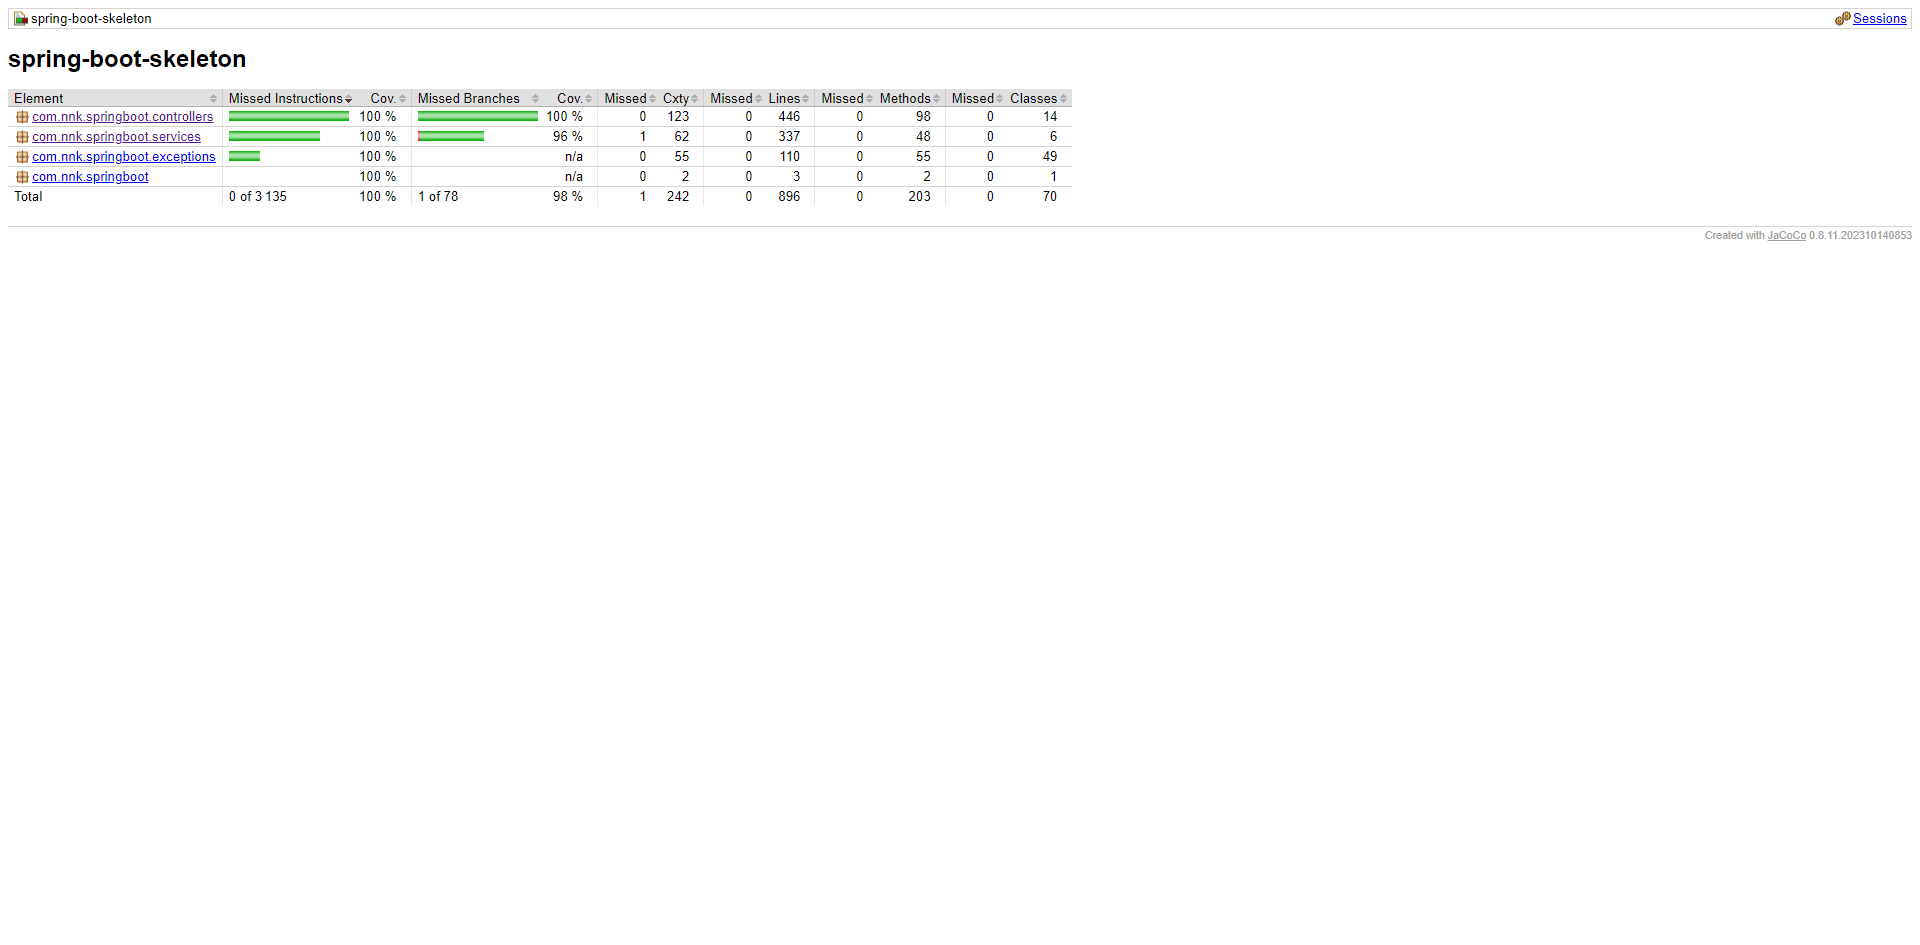 spring-boot-skeleton Sessions
spring-boot-skeleton
Element Missed Instructions Cov. Missed Branches Cov. Missed Cxty Missed Lines Missed Methods Missed Classes
com.nnk.springboot.controllers 100 % 100 % 0 123 0 446 0 98 0 14
com.nnk.springboot.services 100 % 96 % 1 62 0 337 0 48 0 6
com.nnk.springboot.exceptions 100 % n/a 0 55 0 110 0 55 0 49
com.nnk.springboot 100 % n/a 0 2 0 3 0 2 0 1
Total 0 of 3 135 100 % 1 of 78 98 % 1 242 0 896 0 203 0 70
Created with JaCoCo 0.8.11.202310140853